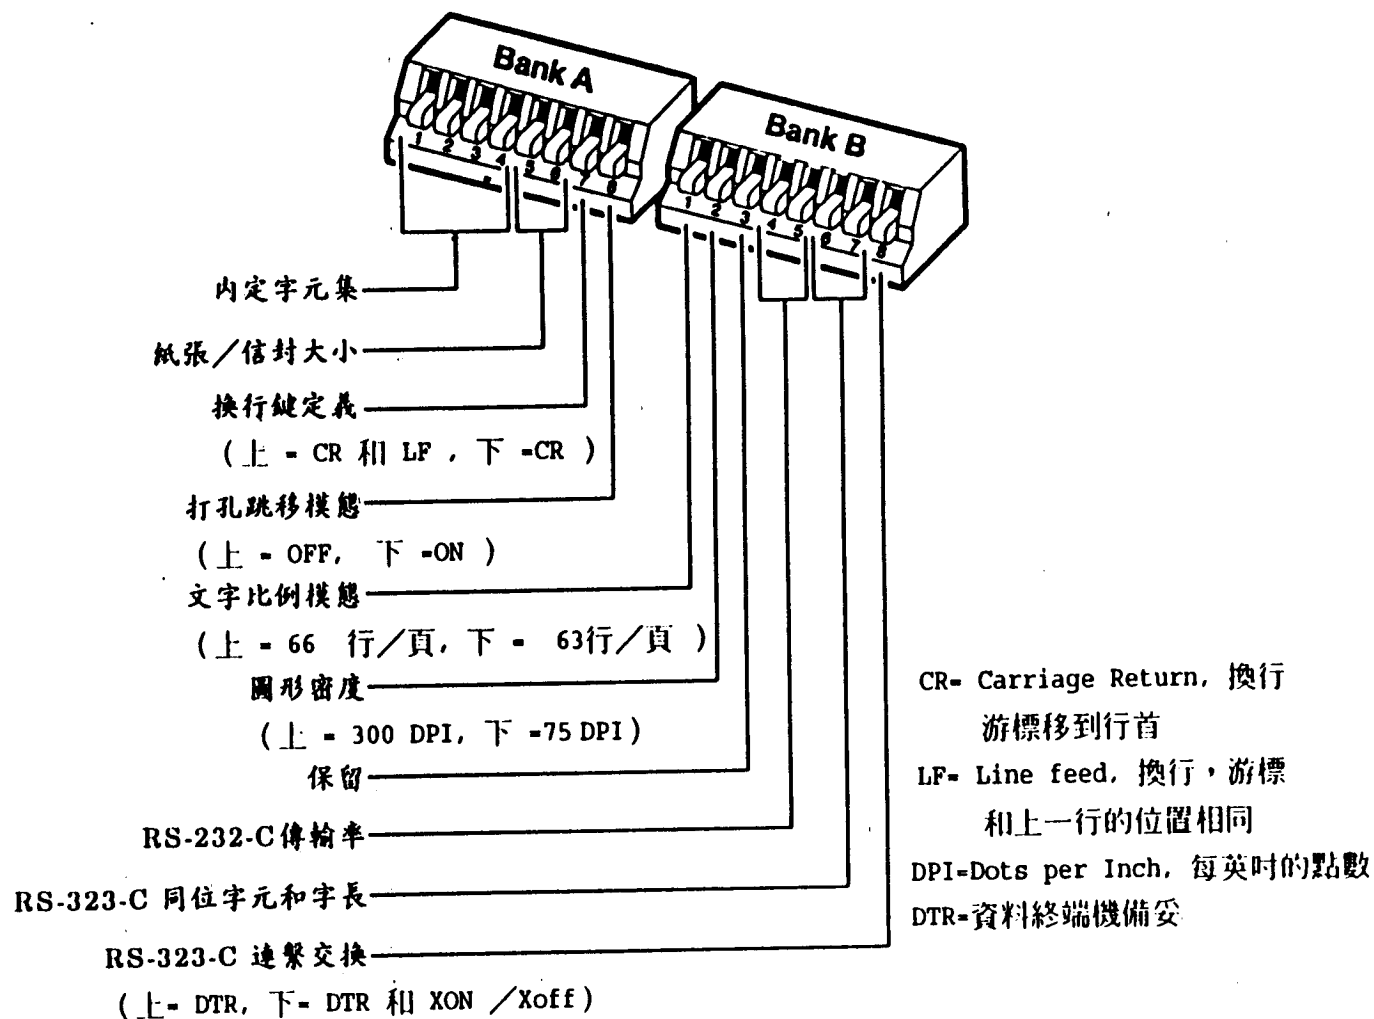 Bank A
Bank B
1 2 3 4 5 6 7 8
1 2 3 4 5 6 7 8
內定字元集
紙張／信封大小
換行鍵定義
(上 = CR 和 LF , 下 =CR )
打孔跳移模態
(上 = OFF, 下 =ON )
文字比例模態
(上 = 66 行／頁, 下 = 63行／頁 )
圖形密度
(上 = 300 DPI, 下 =75 DPI)
保留
RS-232-C傳輸率
RS-323-C 同位字元和字長
RS-323-C 連繫交換
(上= DTR, 下= DTR 和 XON ／Xoff)
CR= Carriage Return, 換行
游標移到行首
LF= Line feed, 換行，游標
和上一行的位置相同
DPI=Dots per Inch, 每英吋的點數
DTR=資料終端機備妥